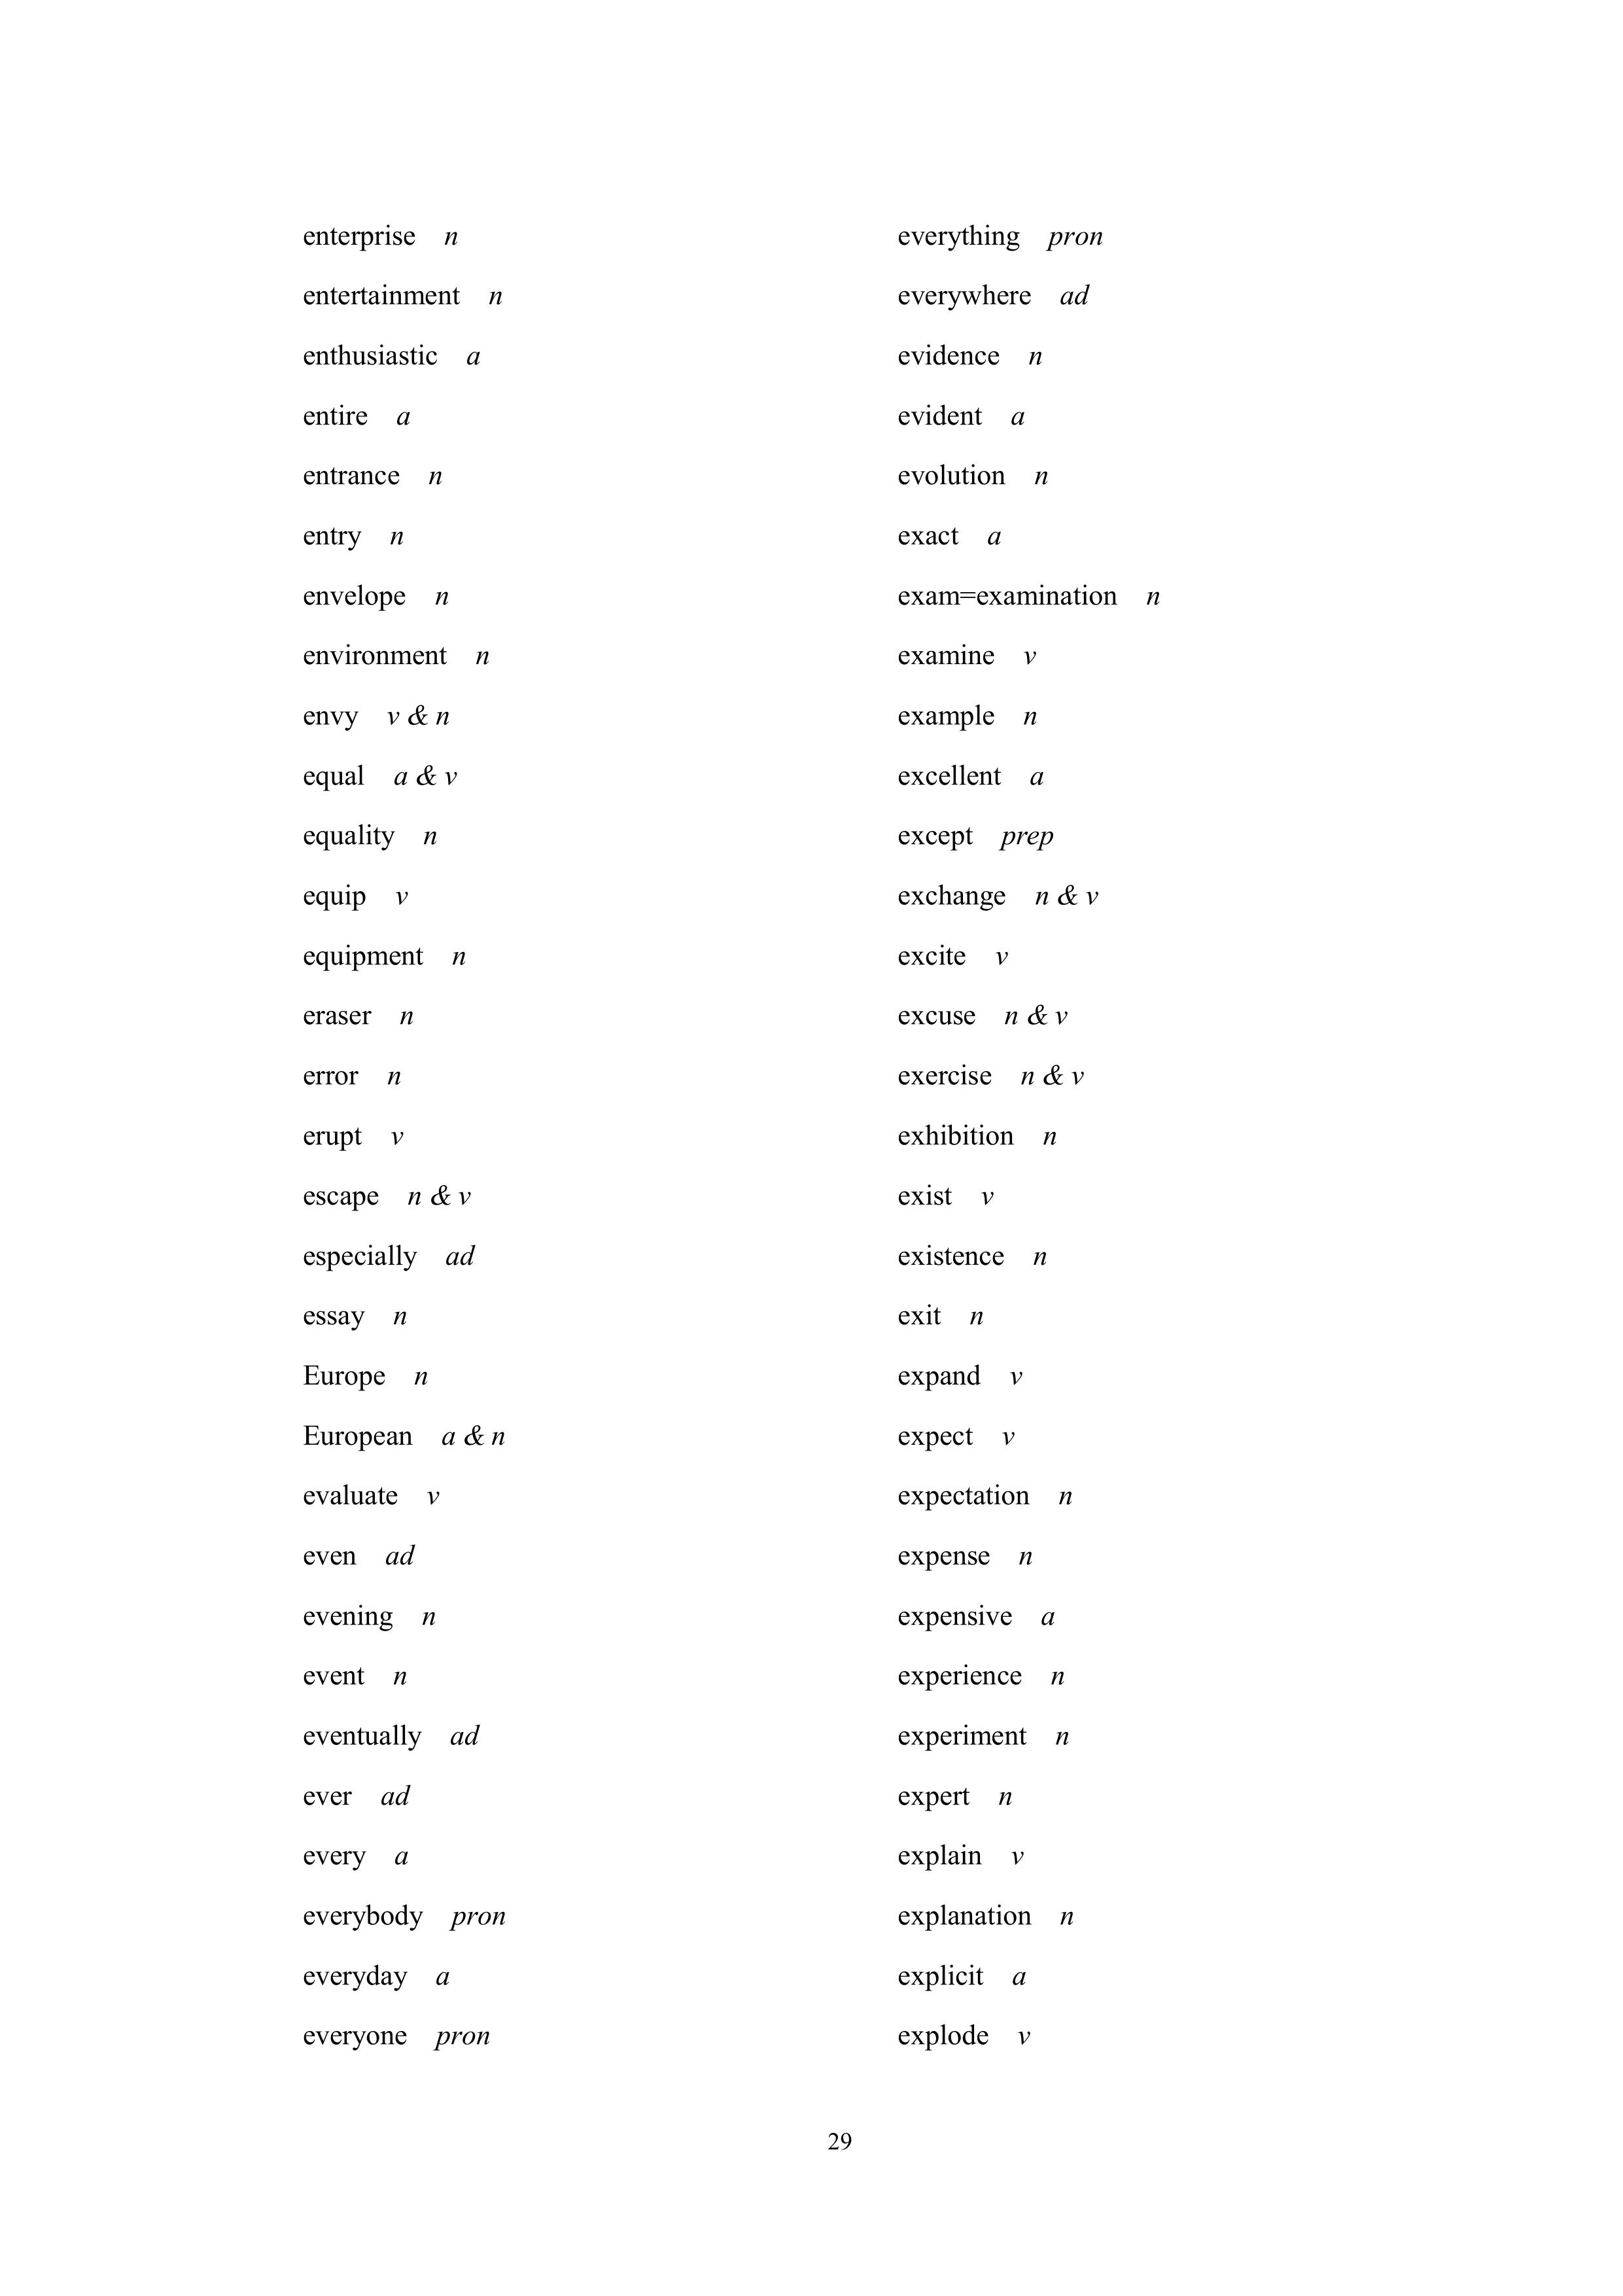 enterprise n
entertainment n
enthusiastic a
entire a
entrance n
entry n
envelope n
environment n
envy v & n
equal a & v
equality n
equip v
equipment n
eraser n
error n
erupt v
escape n & v
especially ad
essay n
Europe n
European a & n
evaluate v
even ad
evening n
event n
eventually ad
ever ad
every a
everybody pron
everyday a
everyone pron
everything pron
everywhere ad
evidence n
evident a
evolution n
exact a
exam=examination n
examine v
example n
excellent a
except prep
exchange n & v
excite v
excuse n & v
exercise n & v
exhibition n
exist v
existence n
exit n
expand v
expect v
expectation n
expense n
expensive a
experience n
experiment n
expert n
explain v
explanation n
explicit a
explode v
29